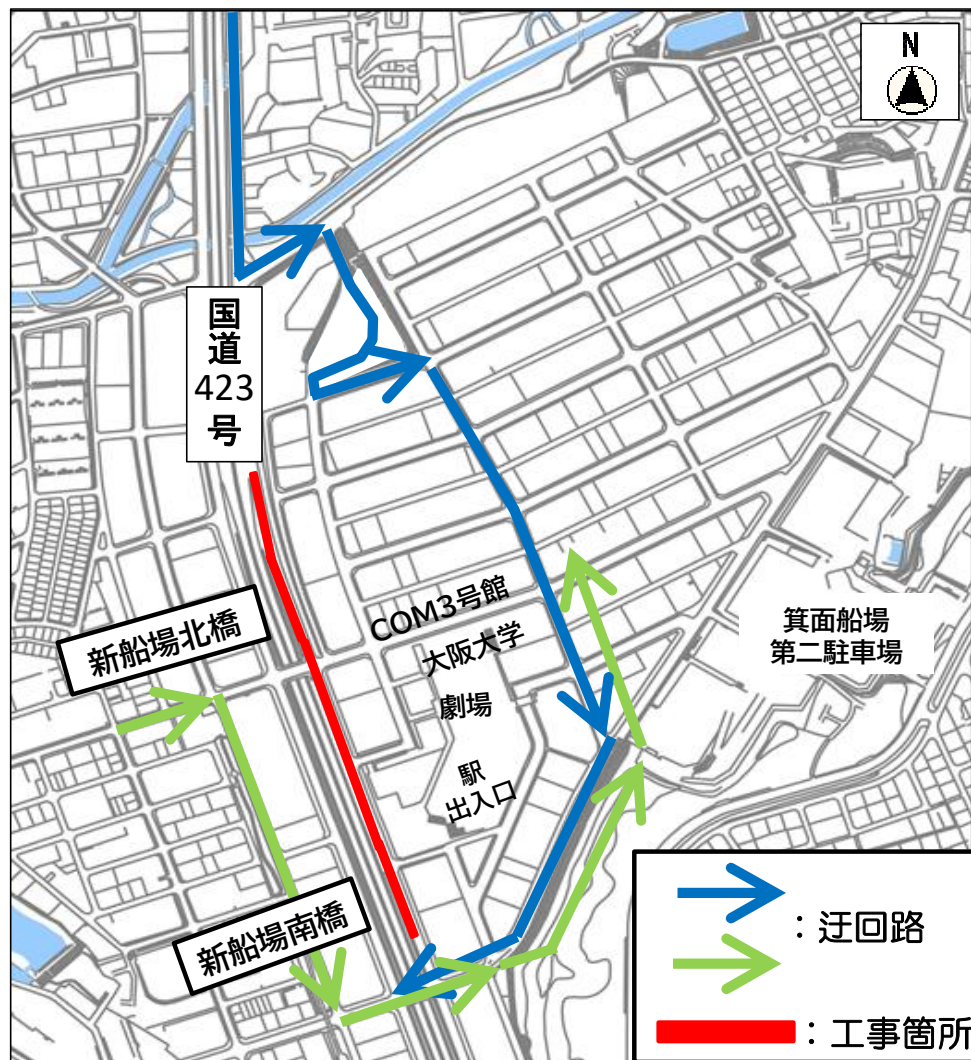 N
国道
423
号
新船場北橋
COM3号館
大阪大学
劇場
駅
出入口
箕面船場
第二駐車場
新船場南橋
：迂回路
：工事箇所